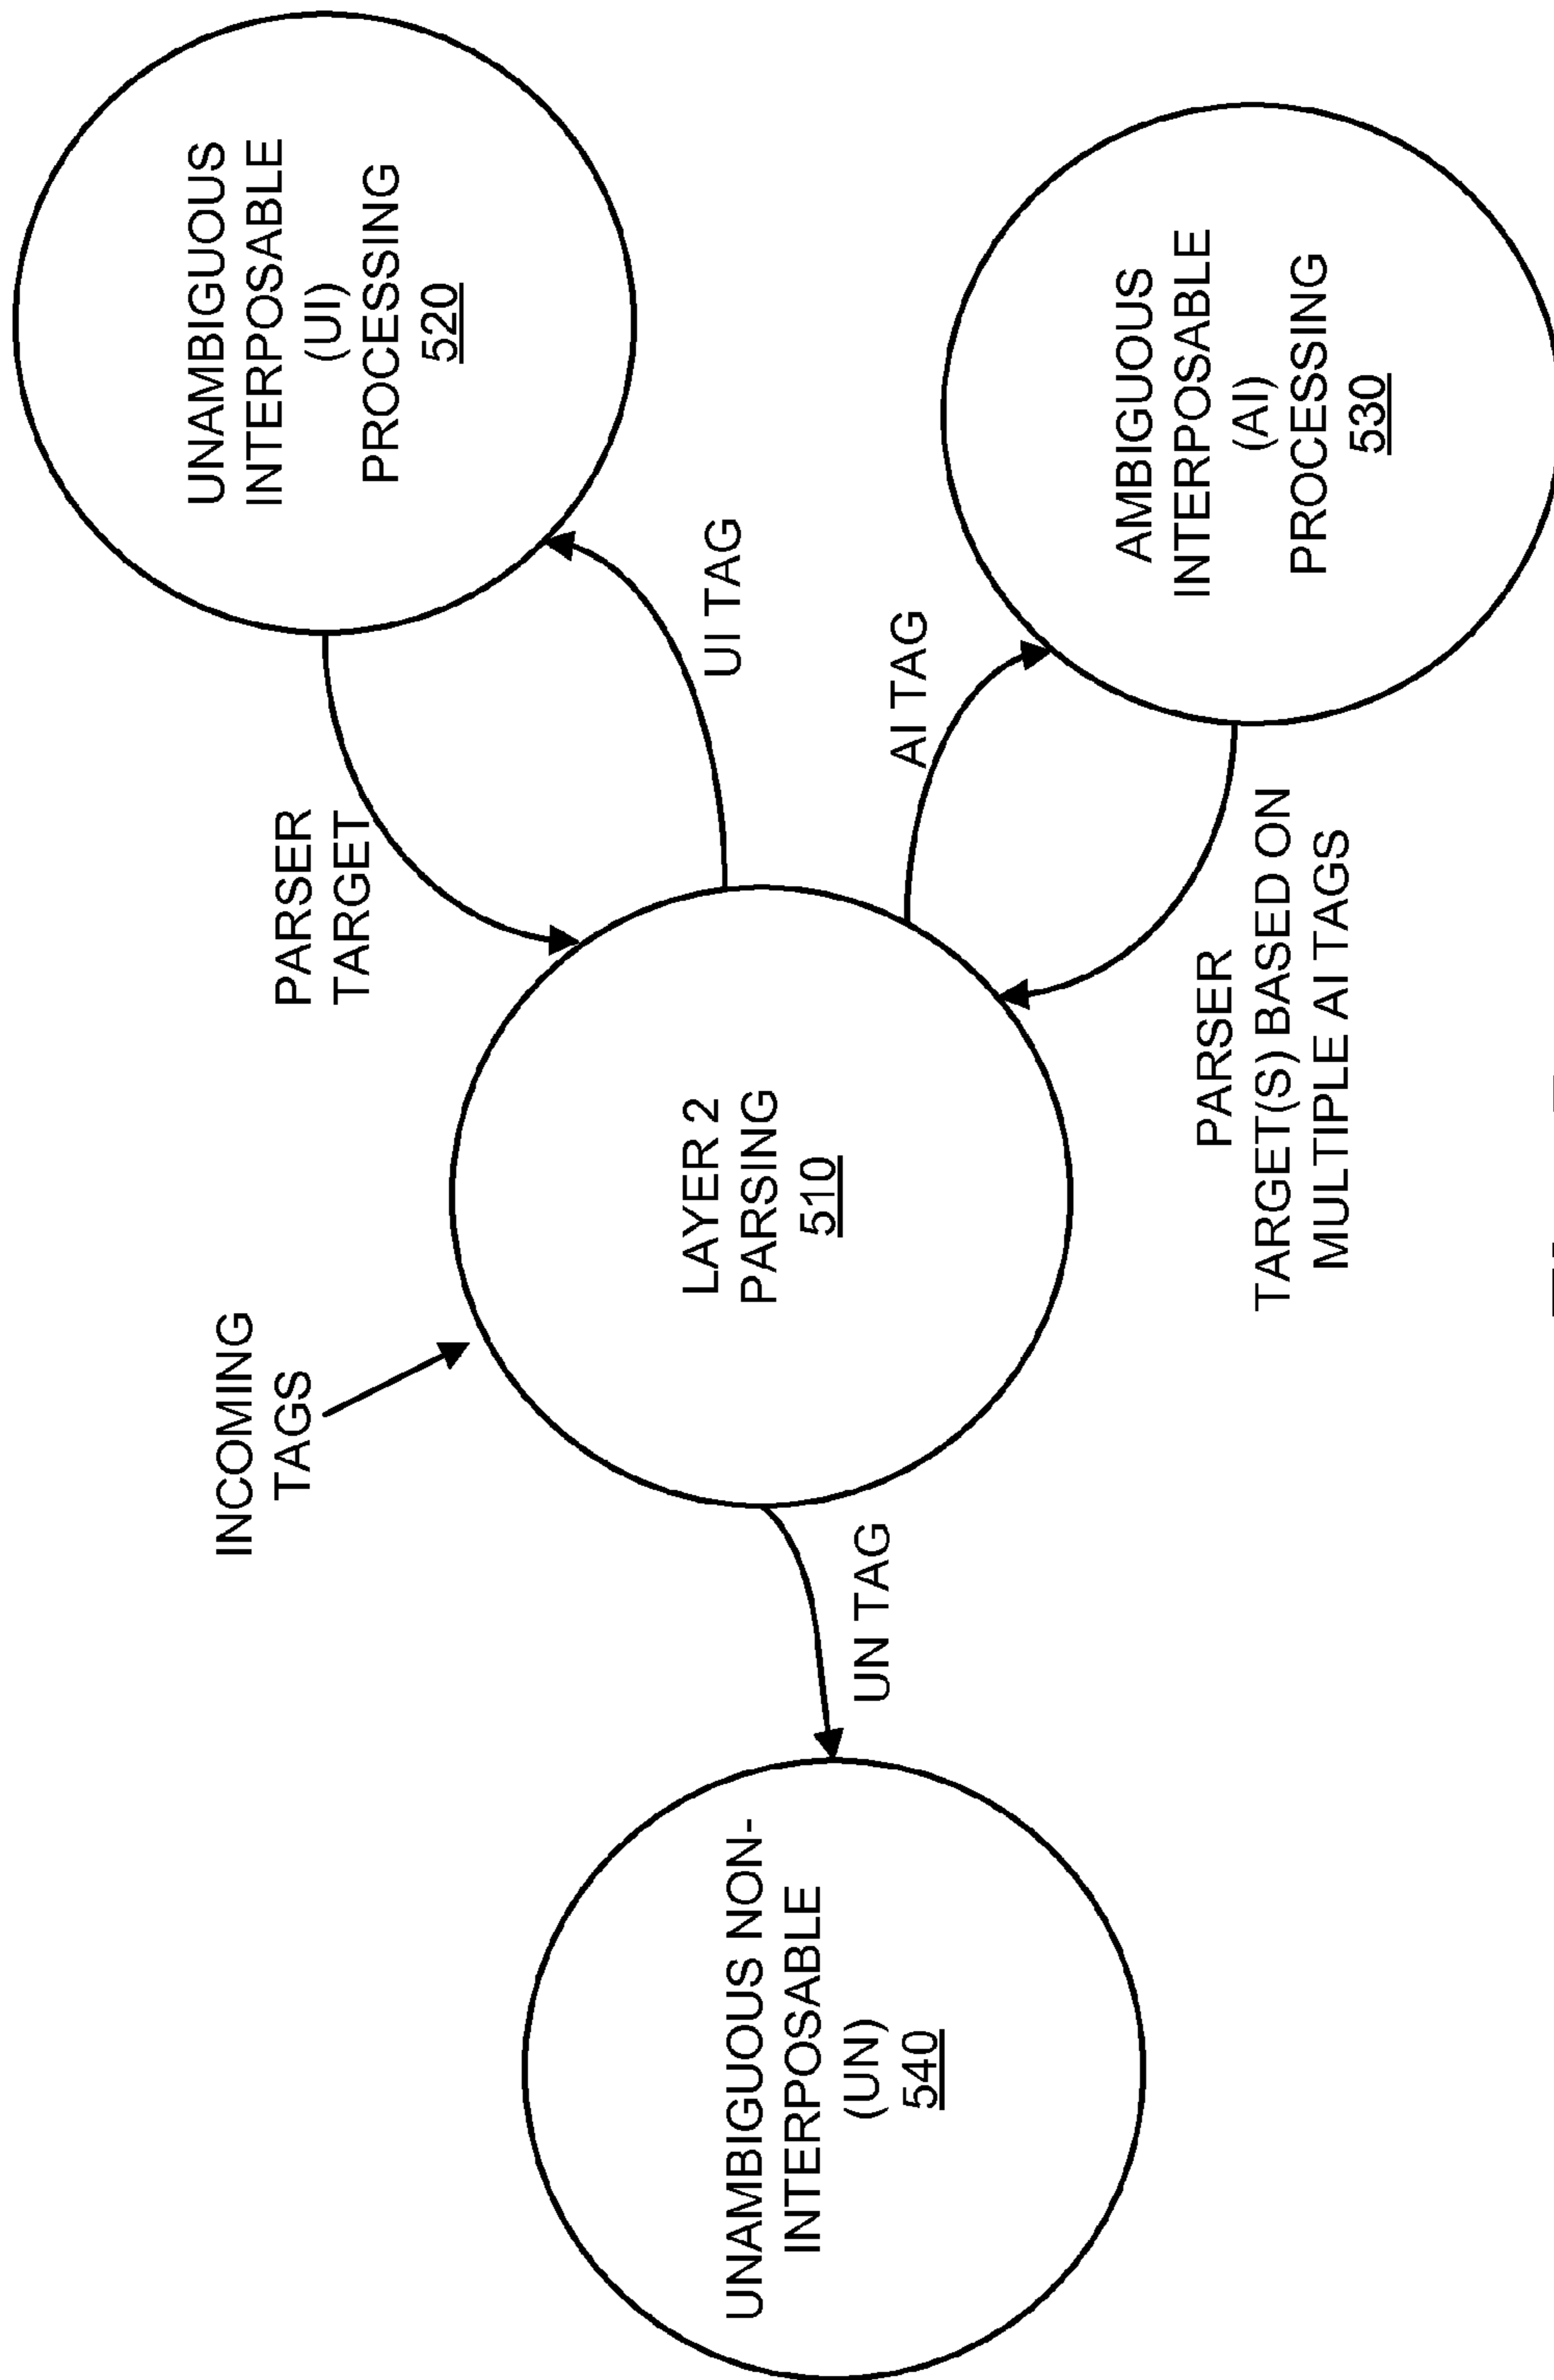 INCOMING
TAGS
PARSER
TARGET
UNAMBIGUOUS
INTERPOSABLE
(UI)
PROCESSING
520
UI TAG
LAYER 2
PARSING
510
UNAMBIGUOUS NON-
INTERPOSABLE
(UN)
540
UN TAG
AI TAG
AMBIGUOUS
INTERPOSABLE
(AI)
PROCESSING
530
PARSER
TARGET(S) BASED ON
MULTIPLE AI TAGS